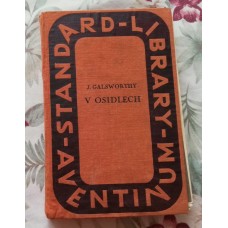 STANDARD-LIBRARY-
AVENTINUM
J. GALSWORTHY
V OSIDLECH